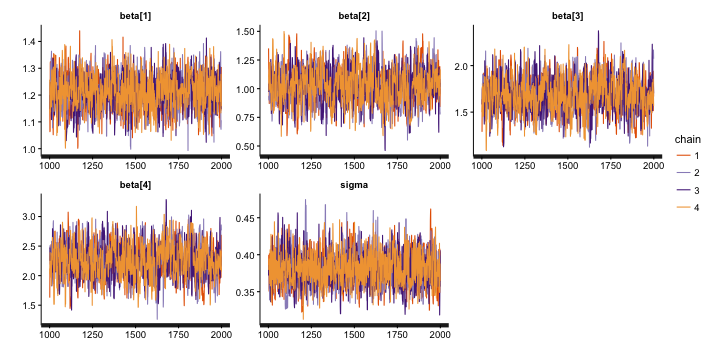 beta[1] beta[2] beta[3]
1.4 1.3 1.2 1.1 1.0
1.50 1.25 1.00 0.75 0.50
2.0 1.5
1000 1250 1500 1750 2000
1000 1250 1500 1750 2000
1000 1250 1500 1750 2000
beta[4] sigma
3.0 2.5 2.0 1.5
0.45 0.40 0.35
1000 1250 1500 1750 2000
1000 1250 1500 1750 2000
chain
1
2
3
4